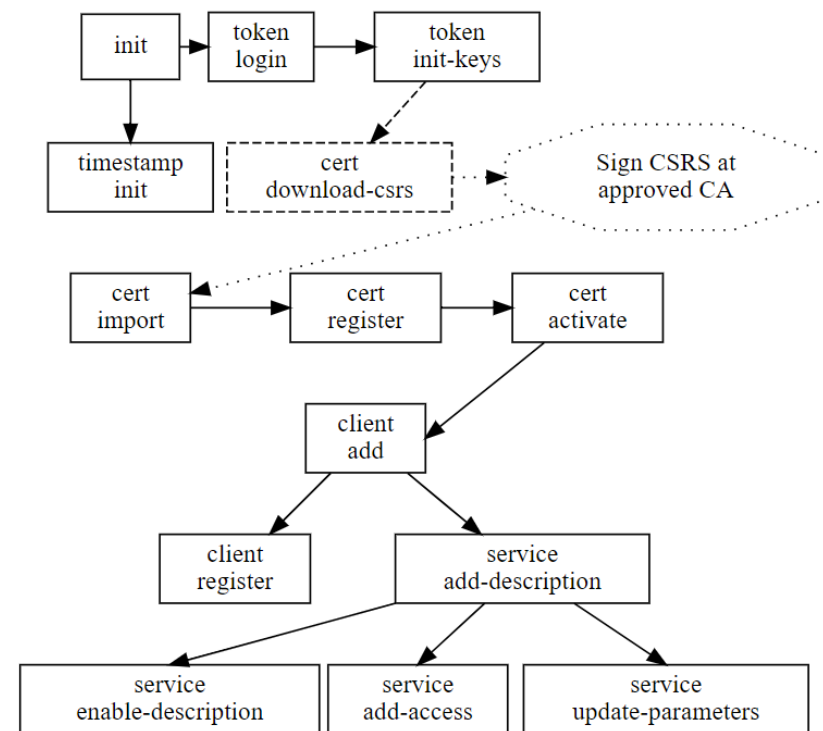 init
token
login
token
init-keys
timestamp
init
cert
download-csrs
Sign CSRS at
approved CA
cert
import
cert
register
cert
activate
client
add
client
register
service
add-description
service
enable-description
service
add-access
service
update-parameters